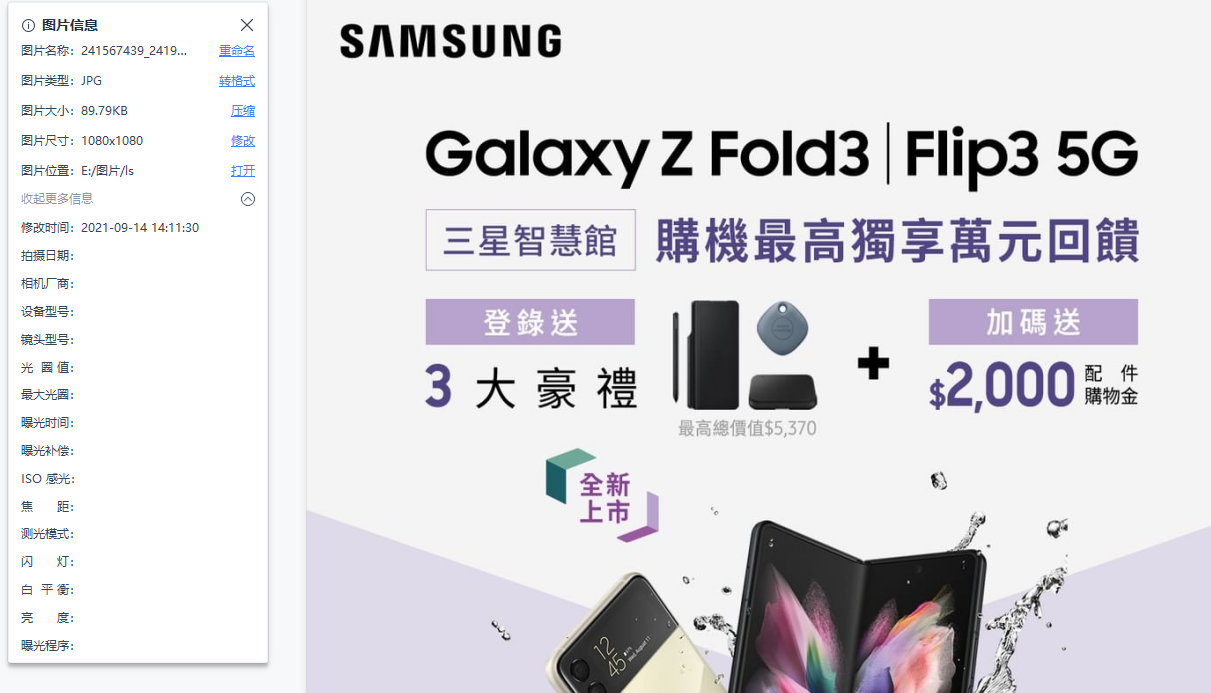 图片信息
图片名称: 241567439_2419... 重命名
图片类型: JPG 转格式
图片大小: 89.79KB 压缩
图片尺寸: 1080x1080 修改
图片位置: E:/图片/ls 打开
收起更多信息
修改时间: 2021-09-14 14:11:30
拍摄日期:
相机厂商:
设备型号:
镜头型号:
光 圈 值:
最大光圈:
曝光时间:
曝光补偿:
ISO 感光:
焦 距:
测光模式:
闪 灯:
白 平 衡:
亮 度:
曝光程序:
SAMSUNG
Galaxy Z Fold3 | Flip3 5G
三星智慧館 購機最高獨享萬元回饋
登錄送
3大豪禮
最高總價值$5,370
+
加碼送
$2,000 配件購物金
全新
上市
12
45
Wed, August 11